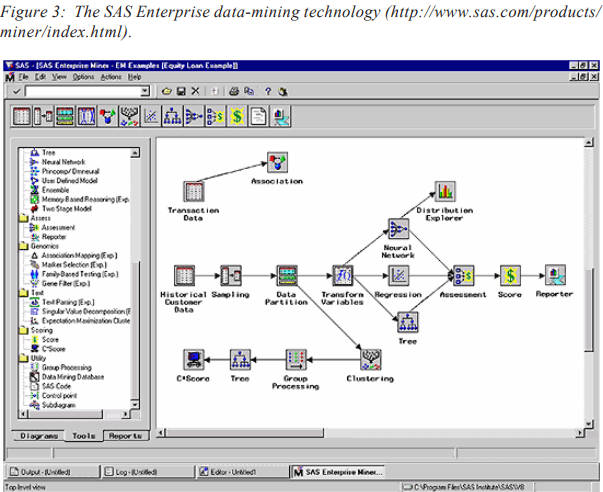 Figure 3: The SAS Enterprise data-mining technology (http://www.sas.com/products/
miner/index.html).
SAS - [SAS Enterprise Miner - EM Examples [Equity Loan Example]]
File Edit View Options Actions Help
Tree
Neural Network
Princomp/Dmneural
User Defined Model
Ensemble
Memory-Based Reasoning (Exp.
Two Stage Model
Assess
Assessment
Reporter
Genomics
Association Mapping (Exp.)
Marker Selection (Exp.)
Family-Based Testing (Exp.)
Gene Filter (Exp.)
Text
Text Parsing (Exp.)
Singular Value Decomposition (E
Expectation Maximization Cluste
Scoring
Score
C*Score
Utility
Group Processing
Data Mining Database
SAS Code
Control point
Subdiagram
Diagrams Tools Reports
Association
Transaction
Data
Distribution
Explorer
Neural
Network
Historical
Customer
Data
Sampling
Data
Partition
Transform
Variables
Regression
Assessment
Score
Reporter
Tree
C*Score
Tree
Group
Processing
Clustering
Output - (Untitled)
Log - (Untitled)
Editor - Untitled1
SAS Enterprise Miner...
Top level view
C:\Program Files\SAS Institute\SAS\V8